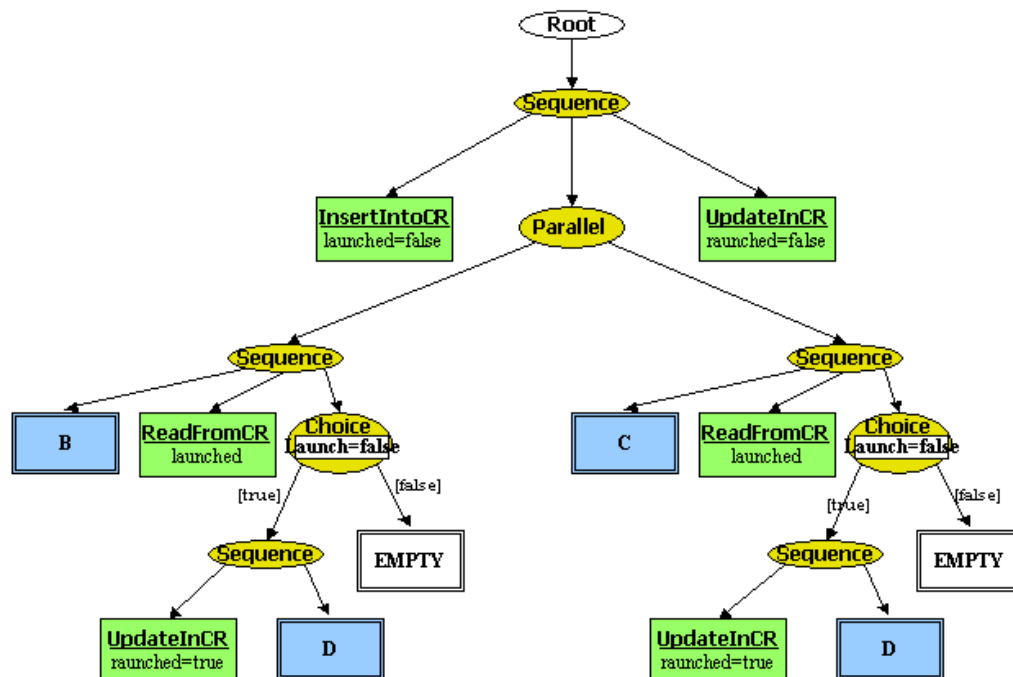 Root
Sequence
InsertIntoCR
launched=false
Parallel
UpdateInCR
raunched=false
Sequence
Sequence
B
ReadFromCR
launched
Choice
Launch=false
C
ReadFromCR
launched
Choice
Launch=false
[true]
[false]
[true]
[false]
Sequence
EMPTY
Sequence
EMPTY
UpdateInCR
raunched=true
D
UpdateInCR
raunched=true
D